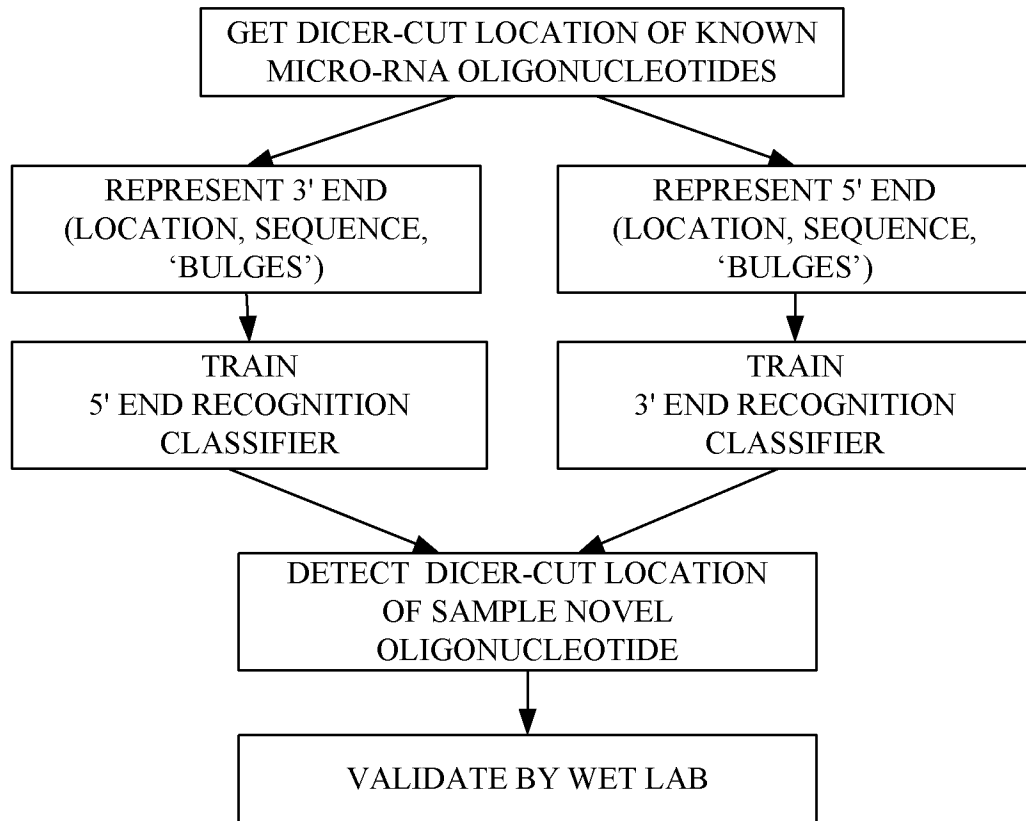 GET DICER-CUT LOCATION OF KNOWN
MICRO-RNA OLIGONUCLEOTIDES
REPRESENT 3' END
(LOCATION, SEQUENCE,
‘BULGES’)
REPRESENT 5' END
(LOCATION, SEQUENCE,
‘BULGES’)
TRAIN
5' END RECOGNITION
CLASSIFIER
TRAIN
3' END RECOGNITION
CLASSIFIER
DETECT DICER-CUT LOCATION
OF SAMPLE NOVEL
OLIGONUCLEOTIDE
VALIDATE BY WET LAB